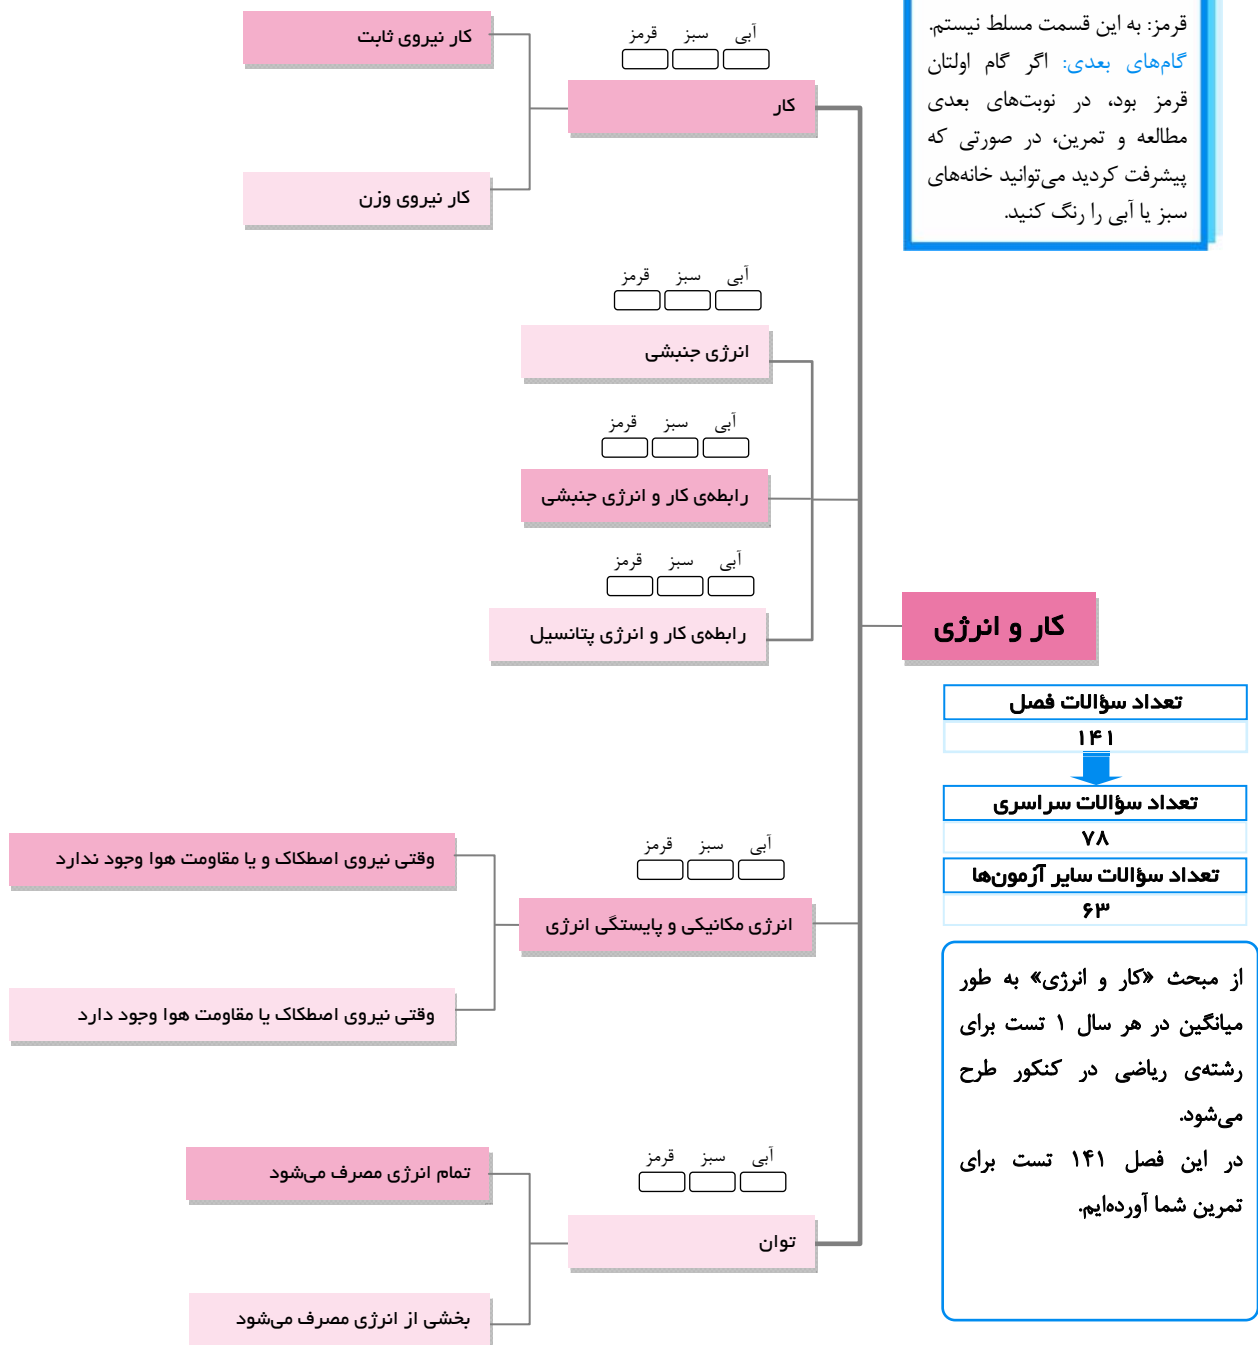 قرمز: به این قسمت مسلط نیستم.
گام‌های بعدی: اگر گام اولتان
قرمز بود، در نوبت‌های بعدی
مطالعه و تمرین، در صورتی که
پیشرفت کردید می‌توانید خانه‌های
سبز یا آبی را رنگ کنید.
آبی سبز قرمز
کار
کار نیروی ثابت
کار نیروی وزن
آبی سبز قرمز
انرژی جنبشی
آبی سبز قرمز
رابطه‌ی کار و انرژی جنبشی
آبی سبز قرمز
رابطه‌ی کار و انرژی پتانسیل
کار و انرژی
تعداد سؤالات فصل
۱۴۱
تعداد سؤالات سراسری
۷۸
تعداد سؤالات سایر آزمون‌ها
۶۳
آبی سبز قرمز
انرژی مکانیکی و پایستگی انرژی
وقتی نیروی اصطکاک و یا مقاومت هوا وجود ندارد
وقتی نیروی اصطکاک یا مقاومت هوا وجود دارد
از مبحث «کار و انرژی» به طور
میانگین در هر سال ۱ تست برای
رشته‌ی ریاضی در کنکور طرح
می‌شود.
در این فصل ۱۴۱ تست برای
تمرین شما آورده‌ایم.
آبی سبز قرمز
توان
تمام انرژی مصرف می‌شود
بخشی از انرژی مصرف می‌شود